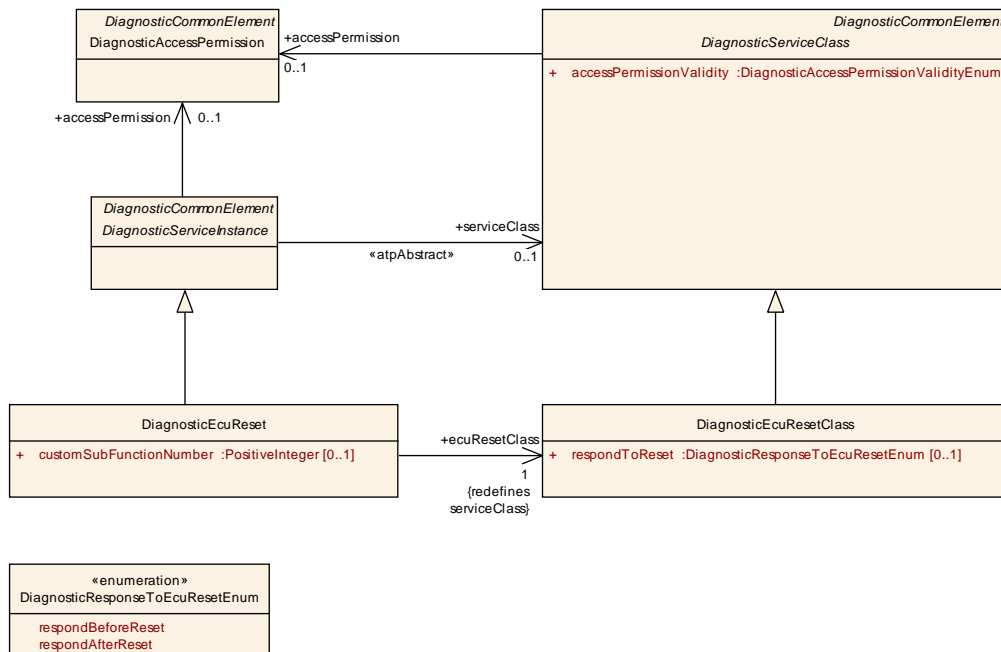 DiagnosticCommonElement
DiagnosticAccessPermission
+accessPermission
0..1
DiagnosticCommonElement
DiagnosticServiceClass
+ accessPermissionValidity :DiagnosticAccessPermissionValidityEnum
+accessPermission
0..1
DiagnosticCommonElement
DiagnosticServiceInstance
+serviceClass
«atpAbstract»
0..1
DiagnosticEcuReset
+ customSubFunctionNumber :PositiveInteger [0..1]
+ecuResetClass
1
{redefines
serviceClass}
DiagnosticEcuResetClass
+ respondToReset :DiagnosticResponseToEcuResetEnum [0..1]
«enumeration»
DiagnosticResponseToEcuResetEnum
respondBeforeReset
respondAfterReset